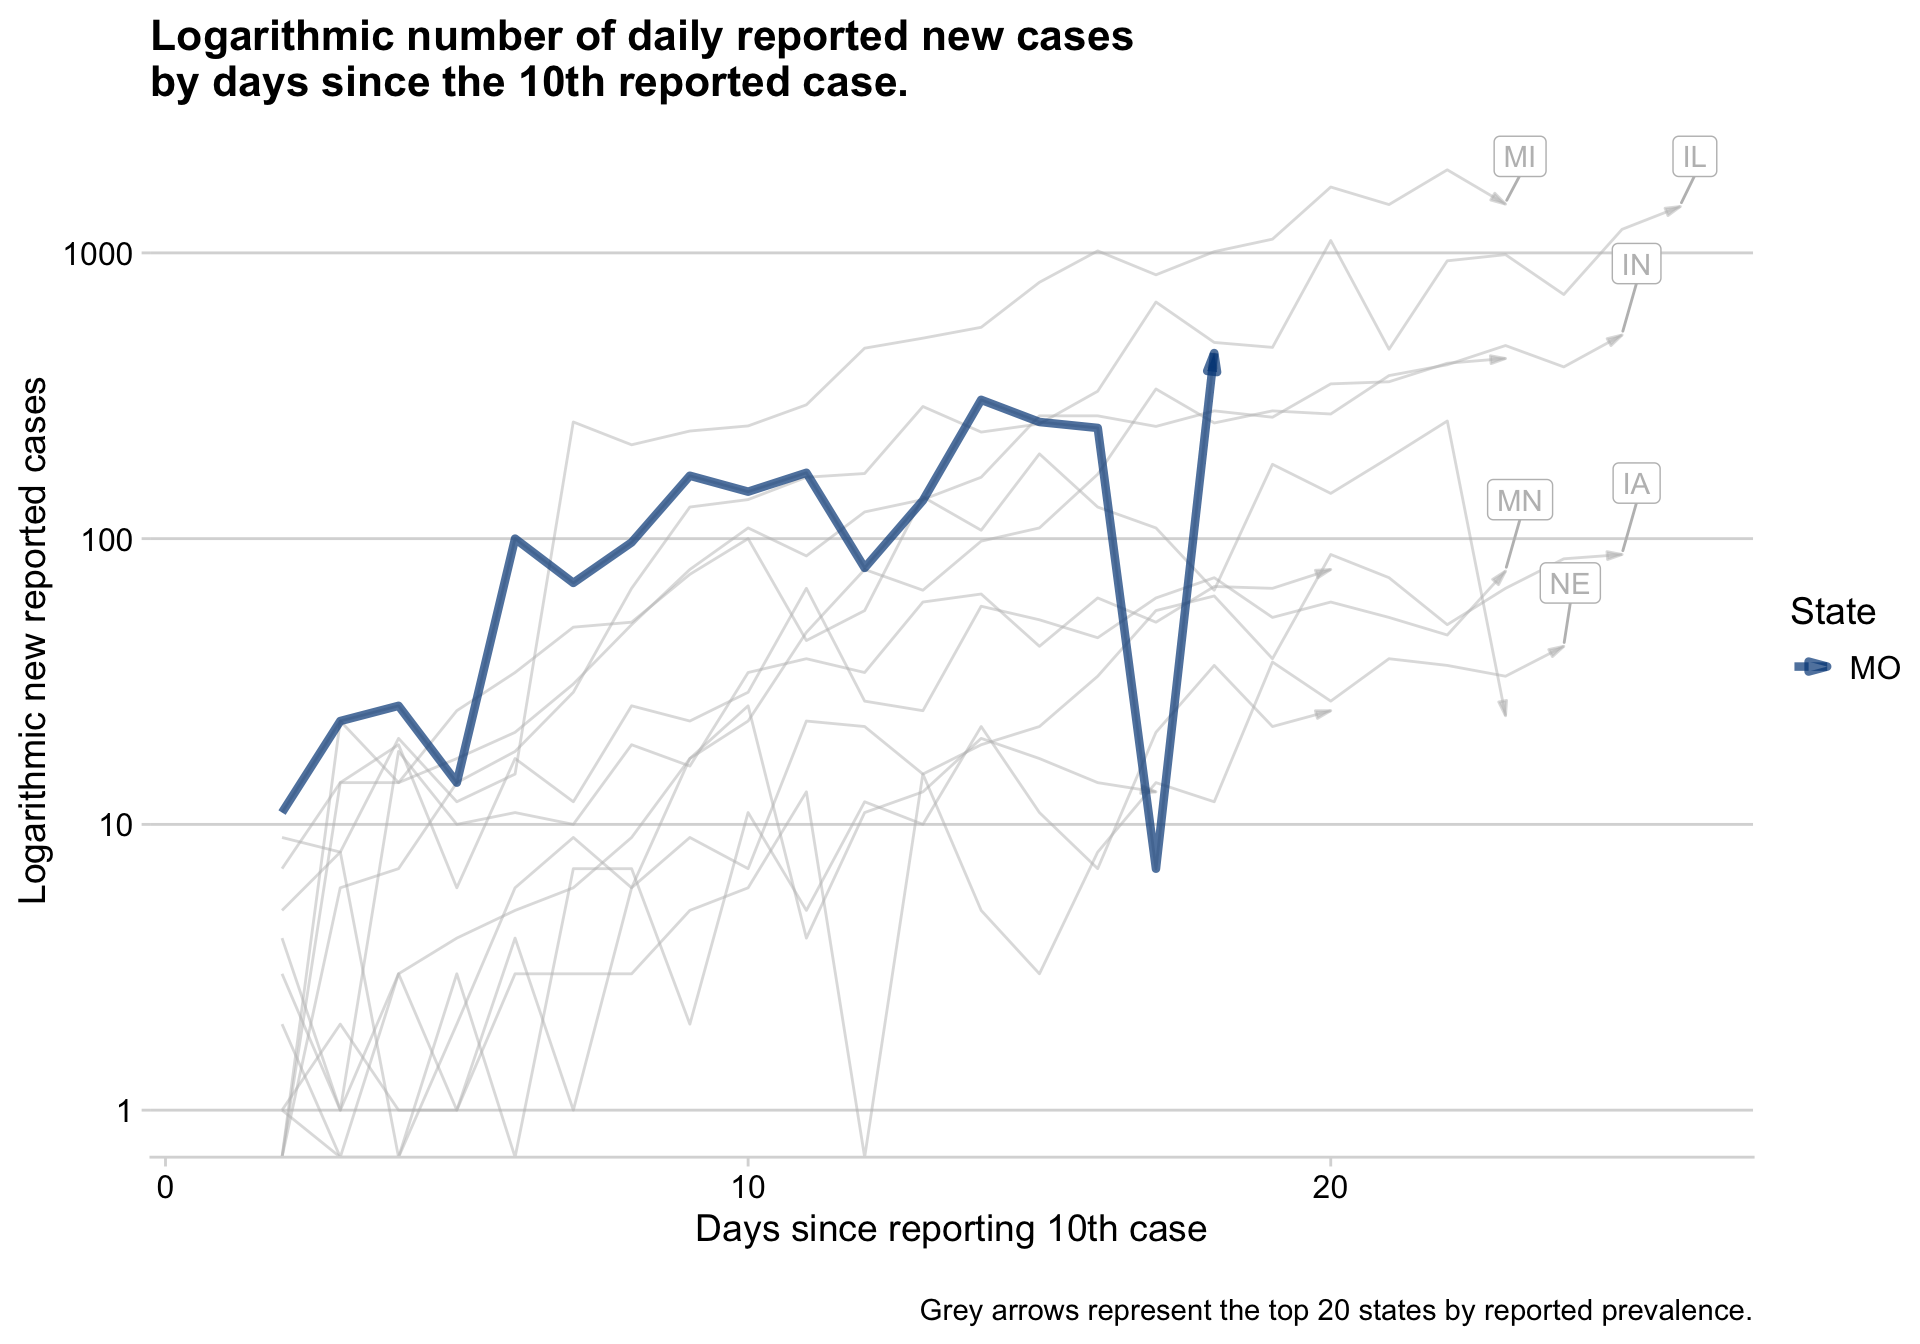 Logarithmic number of daily reported new cases
by days since the 10th reported case.
MI
IL
1000
IN
Logarithmic new reported cases
IA
MN
100
NE
State
MO
10
1
0
10
20
Days since reporting 10th case
Grey arrows represent the top 20 states by reported prevalence.